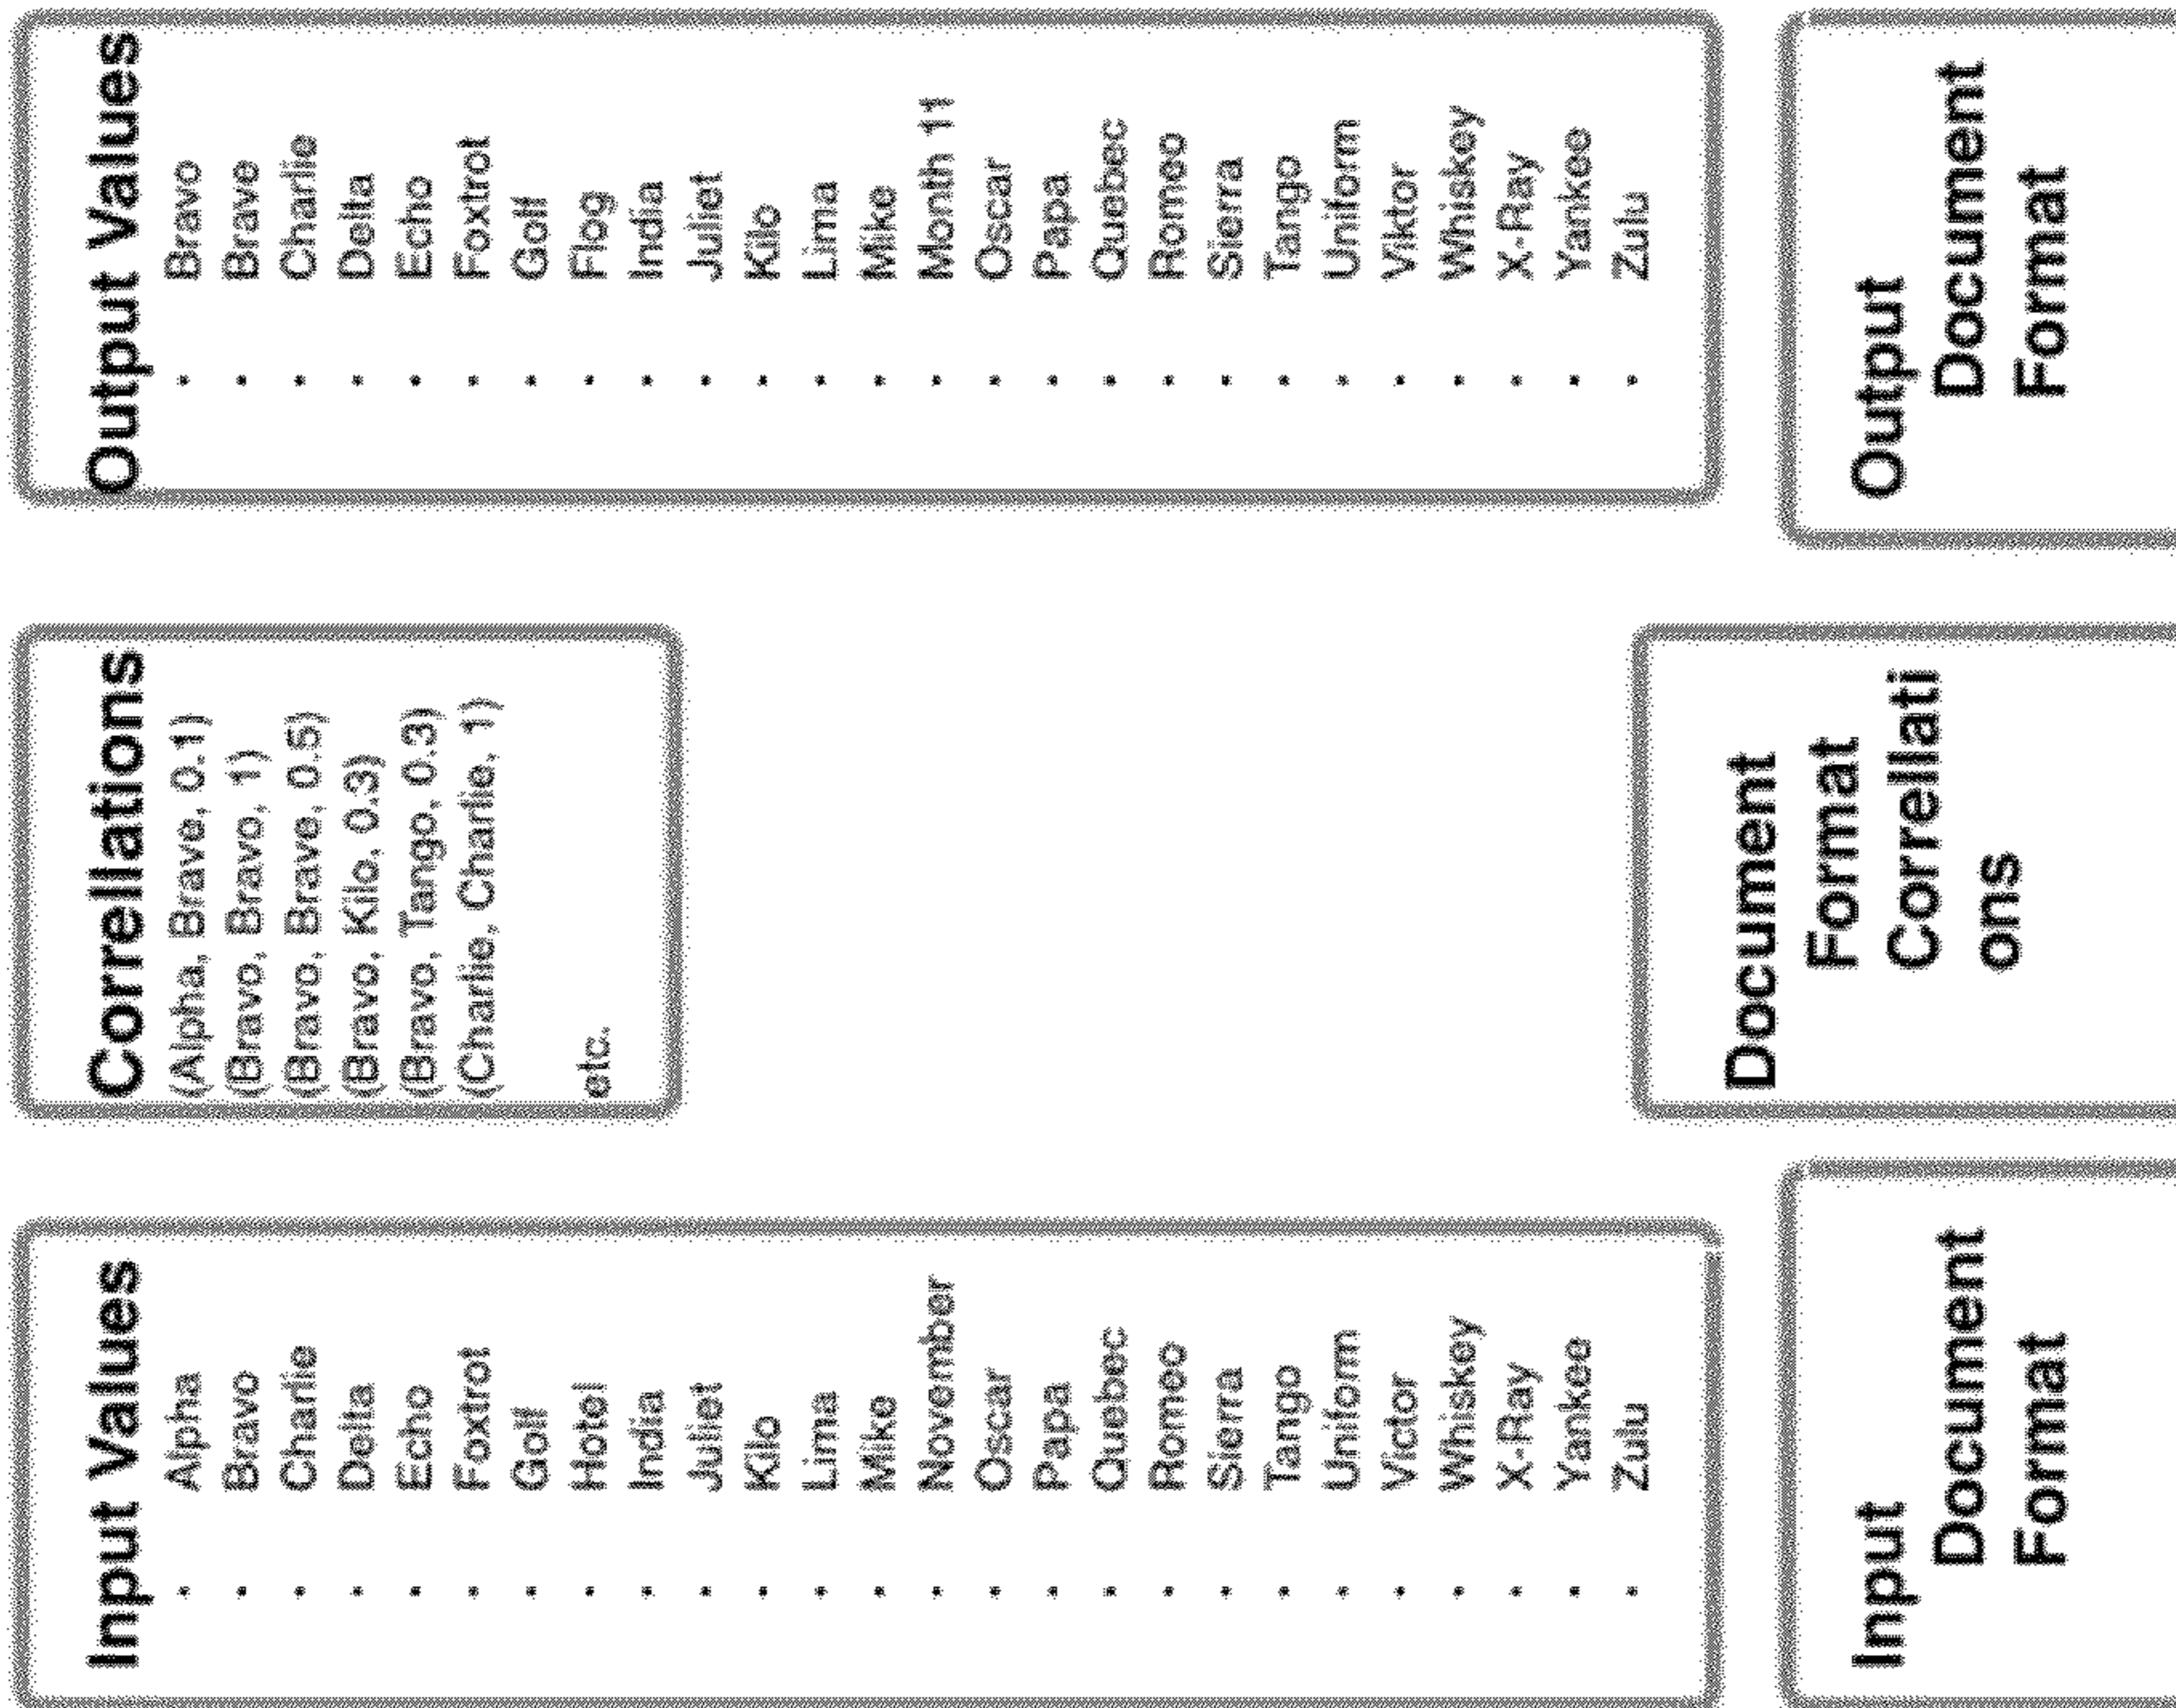 Input Values
· Alpha
· Bravo
· Charlie
· Delta
· Echo
· Foxtrot
· Golf
· Hotel
· India
· Juliet
· Kilo
· Lima
· Mike
· November
· Oscar
· Papa
· Quebec
· Romeo
· Sierra
· Tango
· Uniform
· Victor
· Whiskey
· X-Ray
· Yankee
· Zulu
Correllations
(Alpha, Brave, 0.1)
(Bravo, Bravo, 1)
(Bravo, Brave, 0.5)
(Bravo, Kilo, 0.3)
(Bravo, Tango, 0.3)
(Charlie, Charlie, 1)
etc.
Output Values
· Bravo
· Brave
· Charlie
· Delta
· Echo
· Foxtrot
· Golf
· Flog
· India
· Juliet
· Kilo
· Lima
· Mike
· Month 11
· Oscar
· Papa
· Quebec
· Romeo
· Sierra
· Tango
· Uniform
· Viktor
· Whiskey
· X-Ray
· Yankee
· Zulu
Input
Document
Format
Document
Format
Correllati
ons
Output
Document
Format